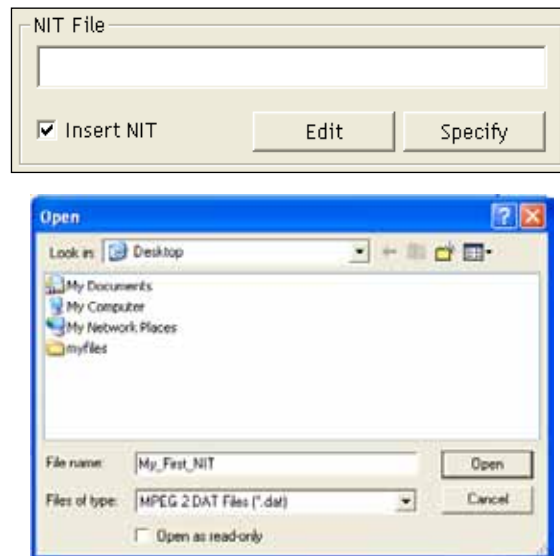 NIT File
Insert NIT
Edit
Specify
Open
Look in: Desktop
My Documents
My Computer
My Network Places
myfiles
File name: My_First_NIT
Open
Files of type: MPEG 2 DAT Files (*.dat)
Cancel
Open as read-only